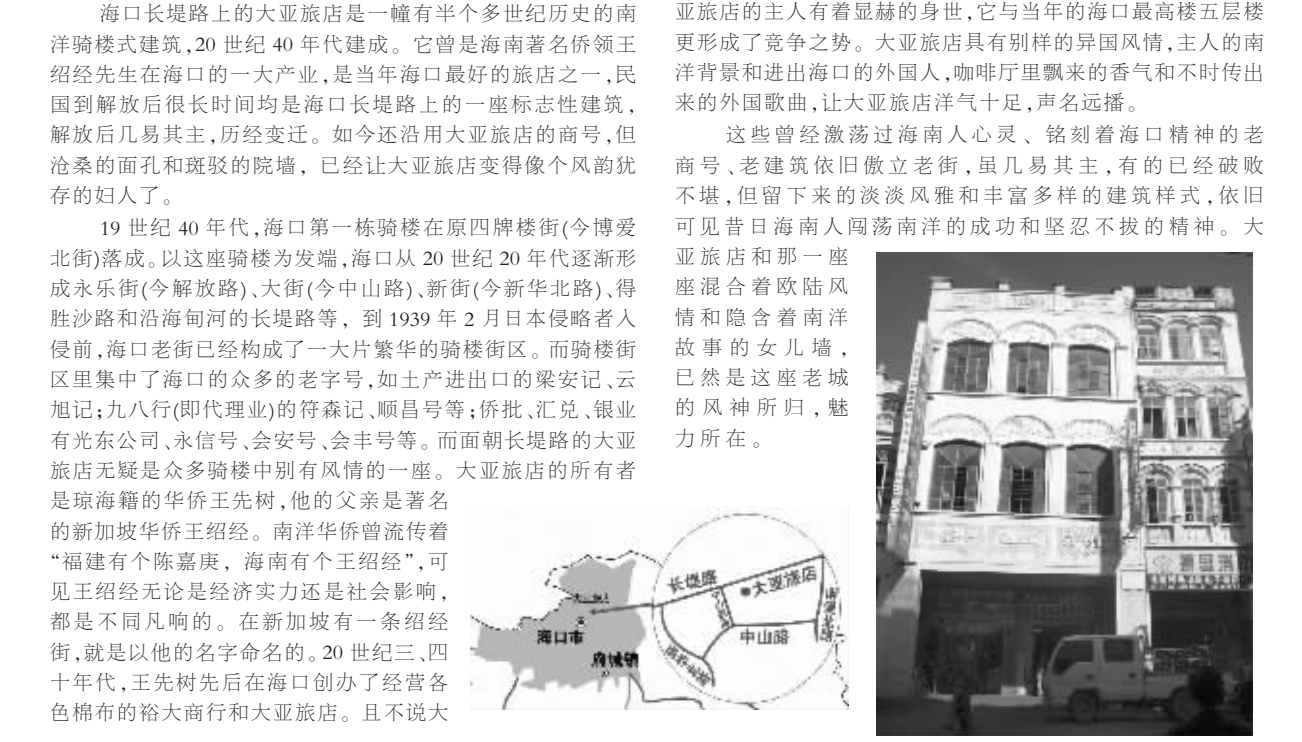 海口长堤路上的大亚旅店是一幢有半个多世纪历史的南
洋骑楼式建筑,20 世纪 40 年代建成。它曾是海南著名侨领王
绍经先生在海口的一大产业,是当年海口最好的旅店之一,民
国到解放后很长时间均是海口长堤路上的一座标志性建筑,
解放后几易其主,历经变迁。如今还沿用大亚旅店的商号,但
沧桑的面孔和斑驳的院墙, 已经让大亚旅店变得像个风韵犹
存的妇人了。
19 世纪 40 年代,海口第一栋骑楼在原四牌楼街(今博爱
北街)落成。以这座骑楼为发端,海口从 20 世纪 20 年代逐渐形
成永乐街(今解放路)、大街(今中山路)、新街(今新华北路)、得
胜沙路和沿海甸河的长堤路等, 到 1939 年 2 月日本侵略者入
侵前,海口老街已经构成了一大片繁华的骑楼街区。而骑楼街
区里集中了海口的众多的老字号,如土产进出口的梁安记、云
旭记;九八行(即代理业)的符森记、顺昌号等;侨批、汇兑、银业
有光东公司、永信号、会安号、会丰号等。而面朝长堤路的大亚
旅店无疑是众多骑楼中别有风情的一座。大亚旅店的所有者
是琼海籍的华侨王先树,他的父亲是著名
的新加坡华侨王绍经。南洋华侨曾流传着
“福建有个陈嘉庚, 海南有个王绍经”,可
见王绍经无论是经济实力还是社会影响,
都是不同凡响的。在新加坡有一条绍经
街,就是以他的名字命名的。20 世纪三、四
十年代,王先树先后在海口创办了经营各
色棉布的裕大商行和大亚旅店。且不说大
亚旅店的主人有着显赫的身世,它与当年的海口最高楼五层楼
更形成了竞争之势。大亚旅店具有别样的异国风情,主人的南
洋背景和进出海口的外国人,咖啡厅里飘来的香气和不时传出
来的外国歌曲,让大亚旅店洋气十足,声名远播。
这些曾经激荡过海南人心灵、铭刻着海口精神的老
商号、老建筑依旧傲立老街,虽几易其主,有的已经破败
不堪,但留下来的淡淡风雅和丰富多样的建筑样式,依旧
可见昔日海南人闯荡南洋的成功和坚忍不拔的精神。大
亚旅店和那一座
座混合着欧陆风
情和隐含着南洋
故事的女儿墙,
已然是这座老城
的风神所归,魅
力所在。
长堤路
大亚旅店
中山路
海口市
府城镇